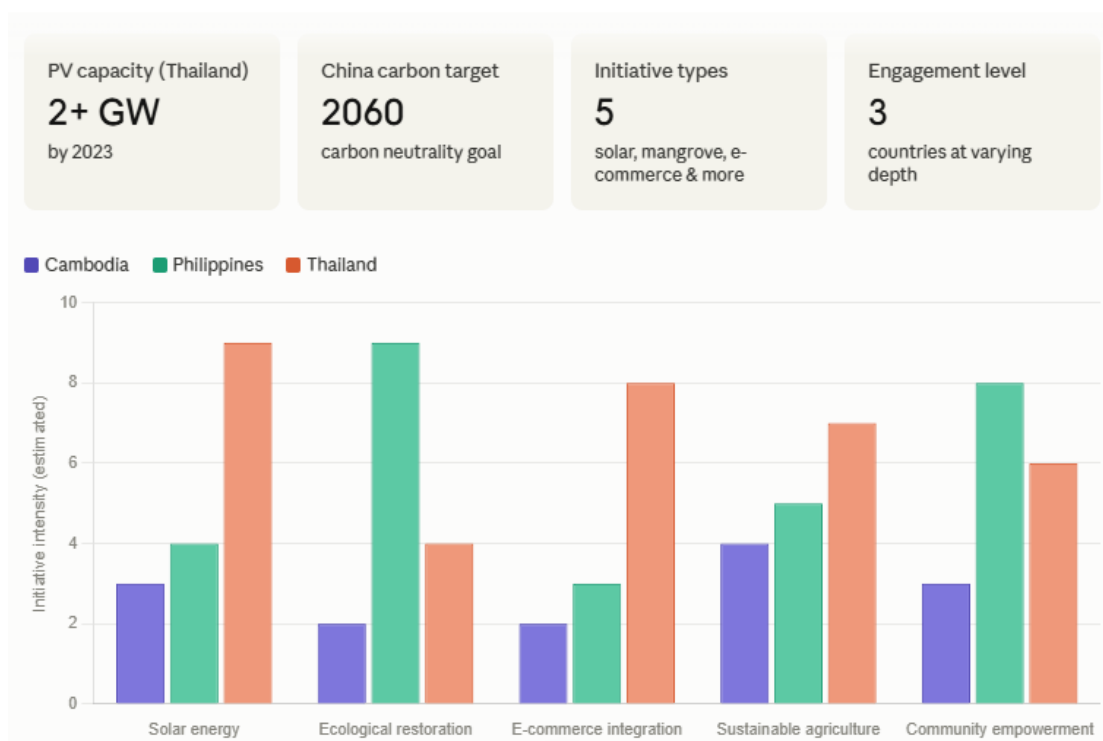 PV capacity (Thailand)
2+ GW
by 2023
China carbon target
2060
carbon neutrality goal
Initiative types
5
solar, mangrove, e-
commerce & more
Engagement level
3
countries at varying
depth
Cambodia Philippines Thailand
Initiative intensity (estimated)
10
8
6
4
2
0
Solar energy Ecological restoration E-commerce integration Sustainable agriculture Community empowerment